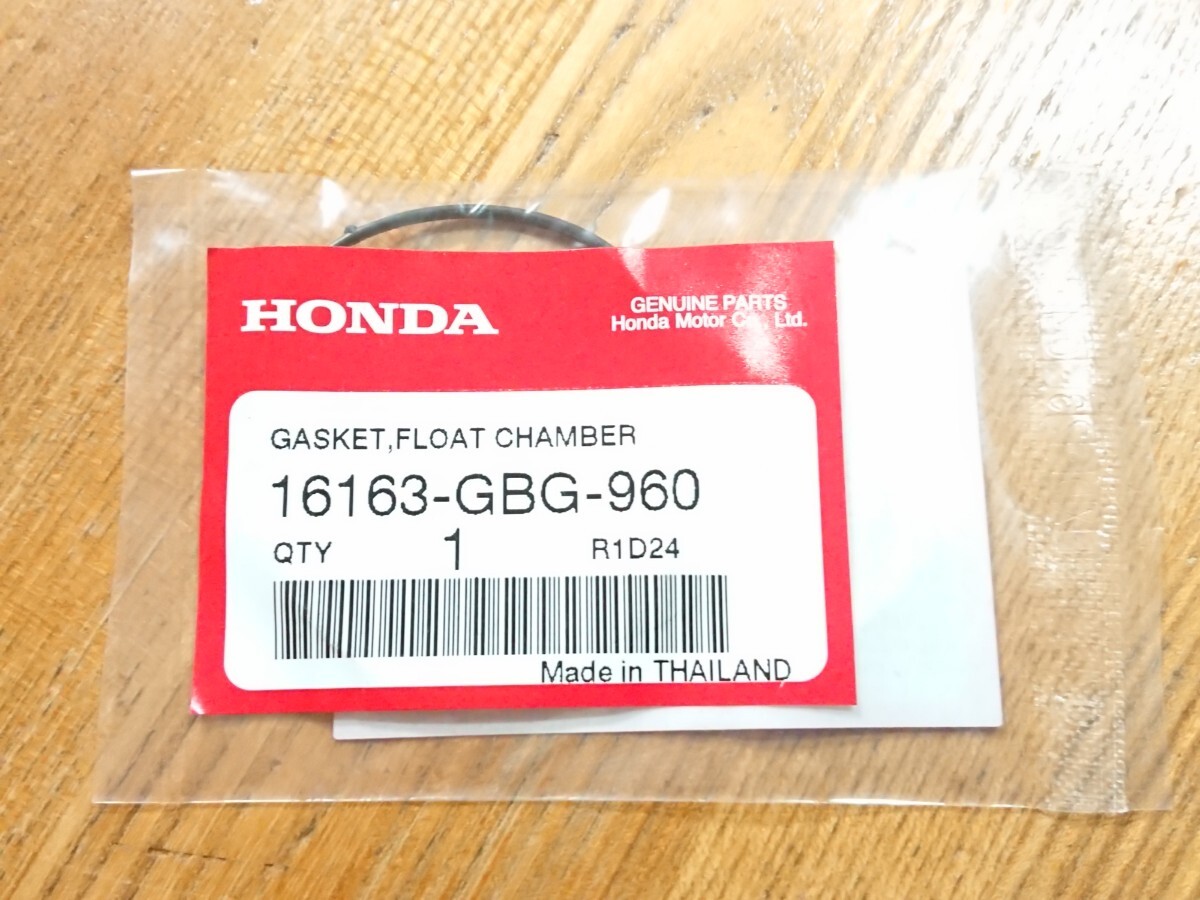 HONDA
GENUINE PARTS
Honda Motor Co., Ltd.
GASKET,FLOAT CHAMBER
16163-GBG-960
QTY 1 R1D24
Made in THAILAND